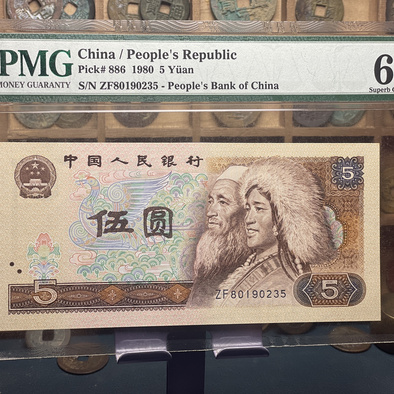 PMG
MONEY GUARANTY
China / People's Republic
Pick# 886 1980 5 Yüan
S/N ZF80190235 - People's Bank of China
6
Superb
中国人民银行
5
伍圆
5
ZF80190235
5